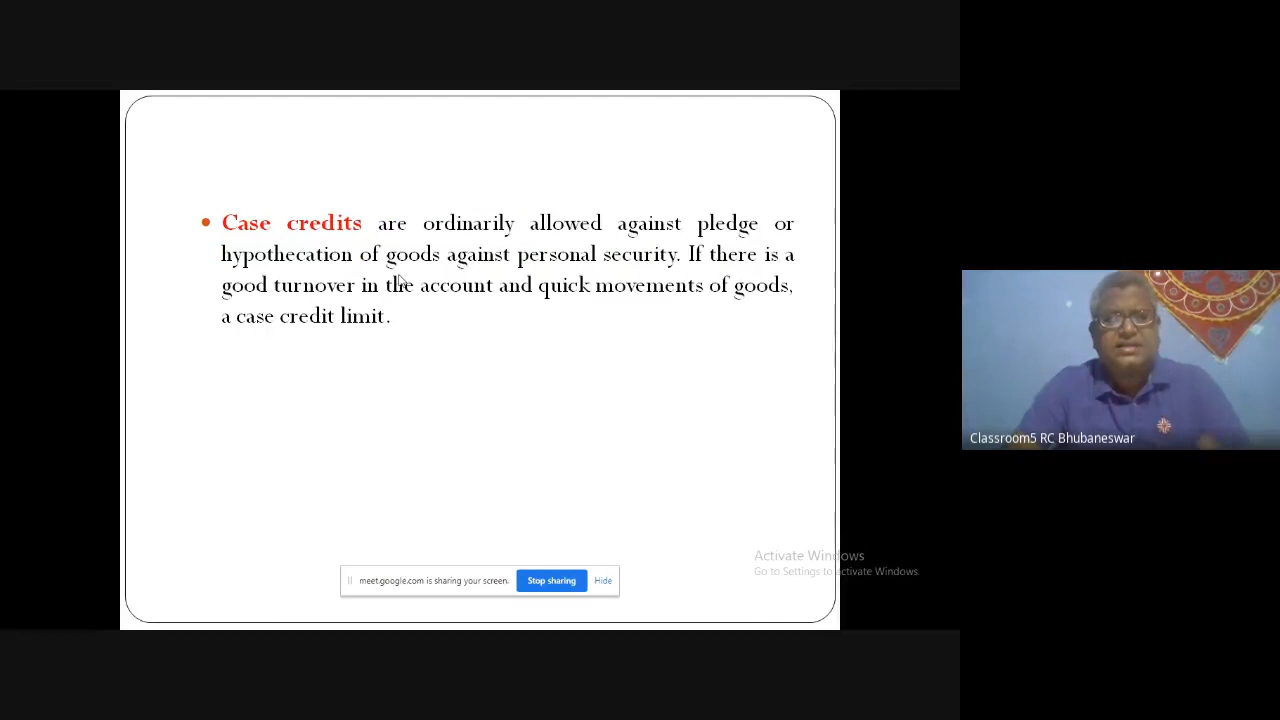 Case credits are ordinarily allowed against pledge or
hypothecation of goods against personal security. If there is a
good turnover in the account and quick movements of goods,
a case credit limit.
Classroom5 RC Bhubaneswar
Activate Windows
Go to Settings to activate Windows.
meet.google.com is sharing your screen. Stop sharing Hide